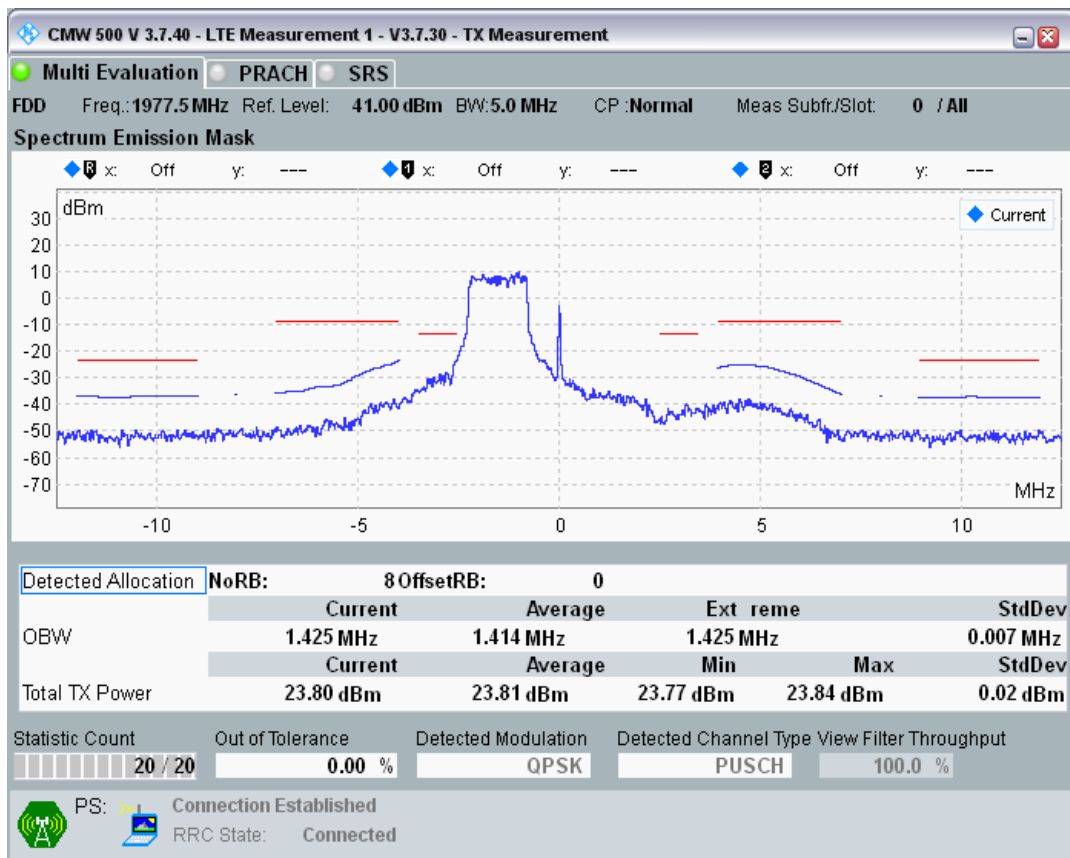 CMW 500 V 3.7.40 - LTE Measurement 1 - V3.7.30 - TX Measurement
Multi Evaluation PRACH SRS
FDD Freq.: 1977.5 MHz Ref. Level: 41.00 dBm BW: 5.0 MHz CP : Normal Meas Subfr./Slot: 0 / All
Spectrum Emission Mask
R x: Off y: --- 1 x: Off y: --- 2 x: Off y: ---
dBm
Current
30
20
10
0
-10
-20
-30
-40
-50
-60
-70
MHz
-10 -5 0 5 10
Detected Allocation NoRB: 8 OffsetRB: 0
Current Average Ext reme StdDev
OBW 1.425 MHz 1.414 MHz 1.425 MHz 0.007 MHz
Current Average Min Max StdDev
Total TX Power 23.80 dBm 23.81 dBm 23.77 dBm 23.84 dBm 0.02 dBm
Statistic Count Out of Tolerance Detected Modulation Detected Channel Type View Filter Throughput
20 / 20 0.00 % QPSK PUSCH 100.0 %
PS: Connection Established
RRC State: Connected